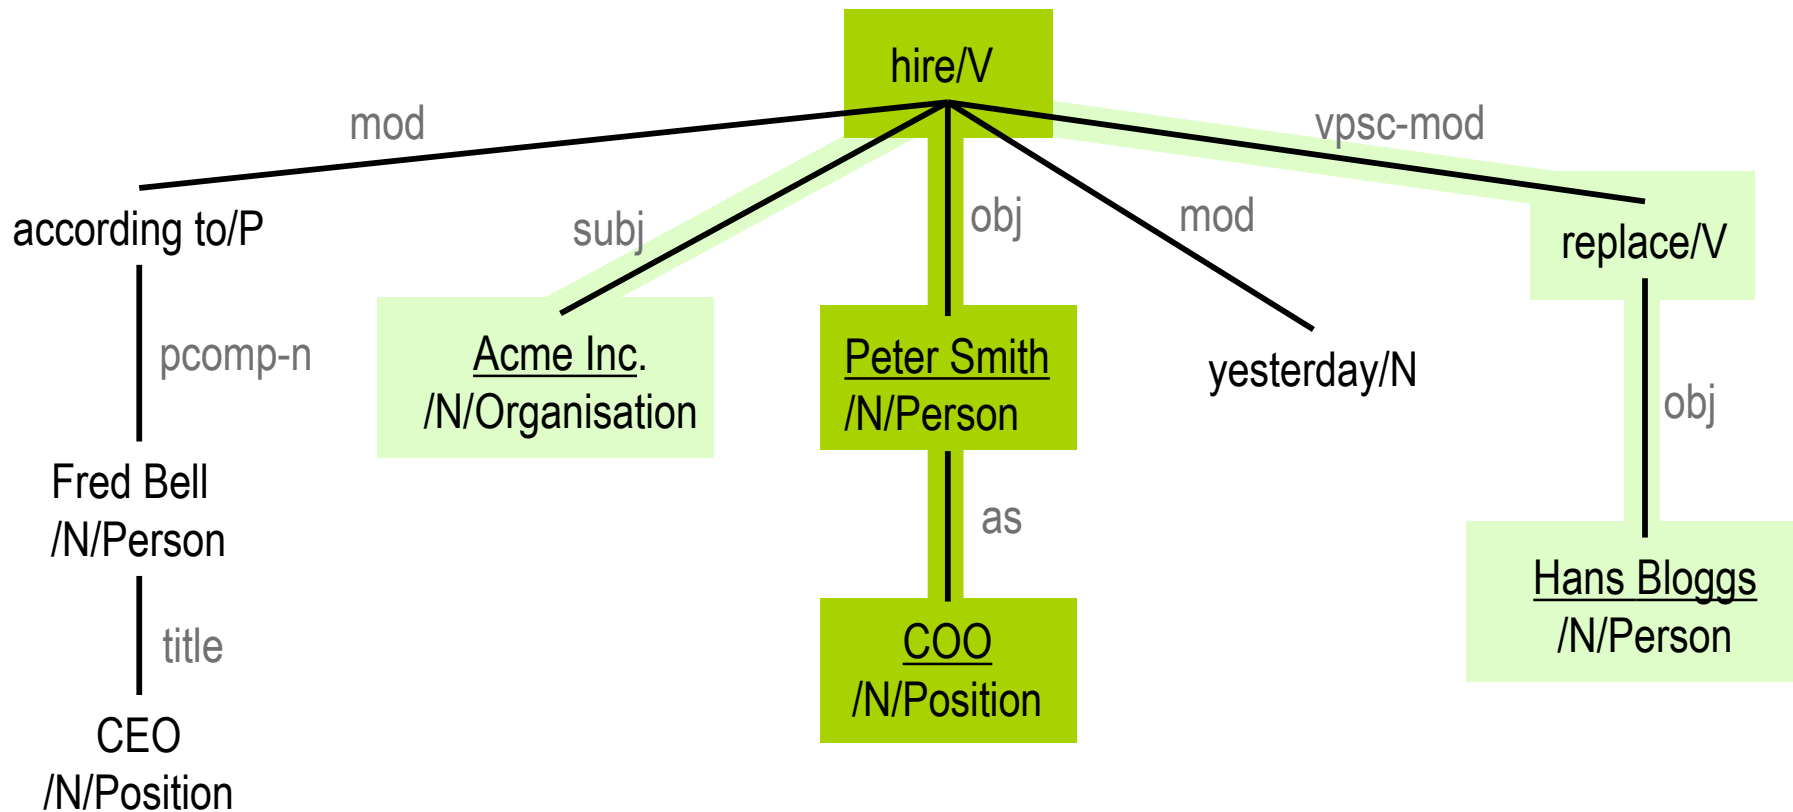 hire/V
mod
vpsc-mod
according to/P
subj
obj
mod
replace/V
pcomp-n
Acme Inc.
/N/Organisation
Peter Smith
/N/Person
yesterday/N
obj
Fred Bell
/N/Person
as
Hans Bloggs
/N/Person
title
COO
/N/Position
CEO
/N/Position